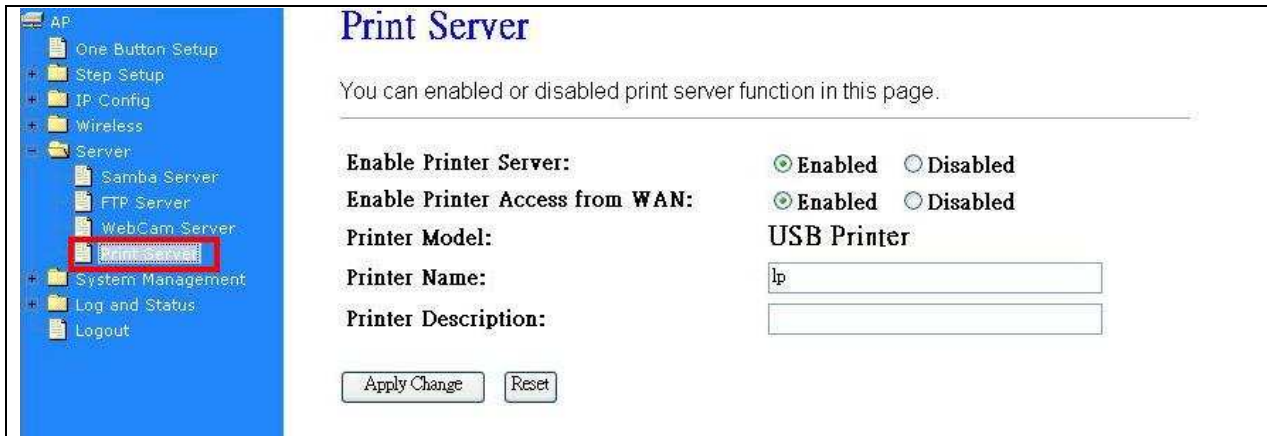 AP
One Button Setup
Step Setup
IP Config
Wireless
Server
Samba Server
FTP Server
WebCam Server
Print Server
System Management
Log and Status
Logout
Print Server
You can enabled or disabled print server function in this page.
Enable Printer Server: Enabled Disabled
Enable Printer Access from WAN: Enabled Disabled
Printer Model: USB Printer
Printer Name: lp
Printer Description:
Apply Change Reset